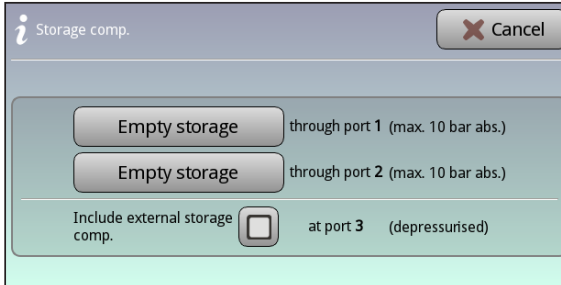 Storage comp.
Cancel
Empty storage through port 1 (max. 10 bar abs.)
Empty storage through port 2 (max. 10 bar abs.)
Include external storage
comp.
at port 3 (depressurised)